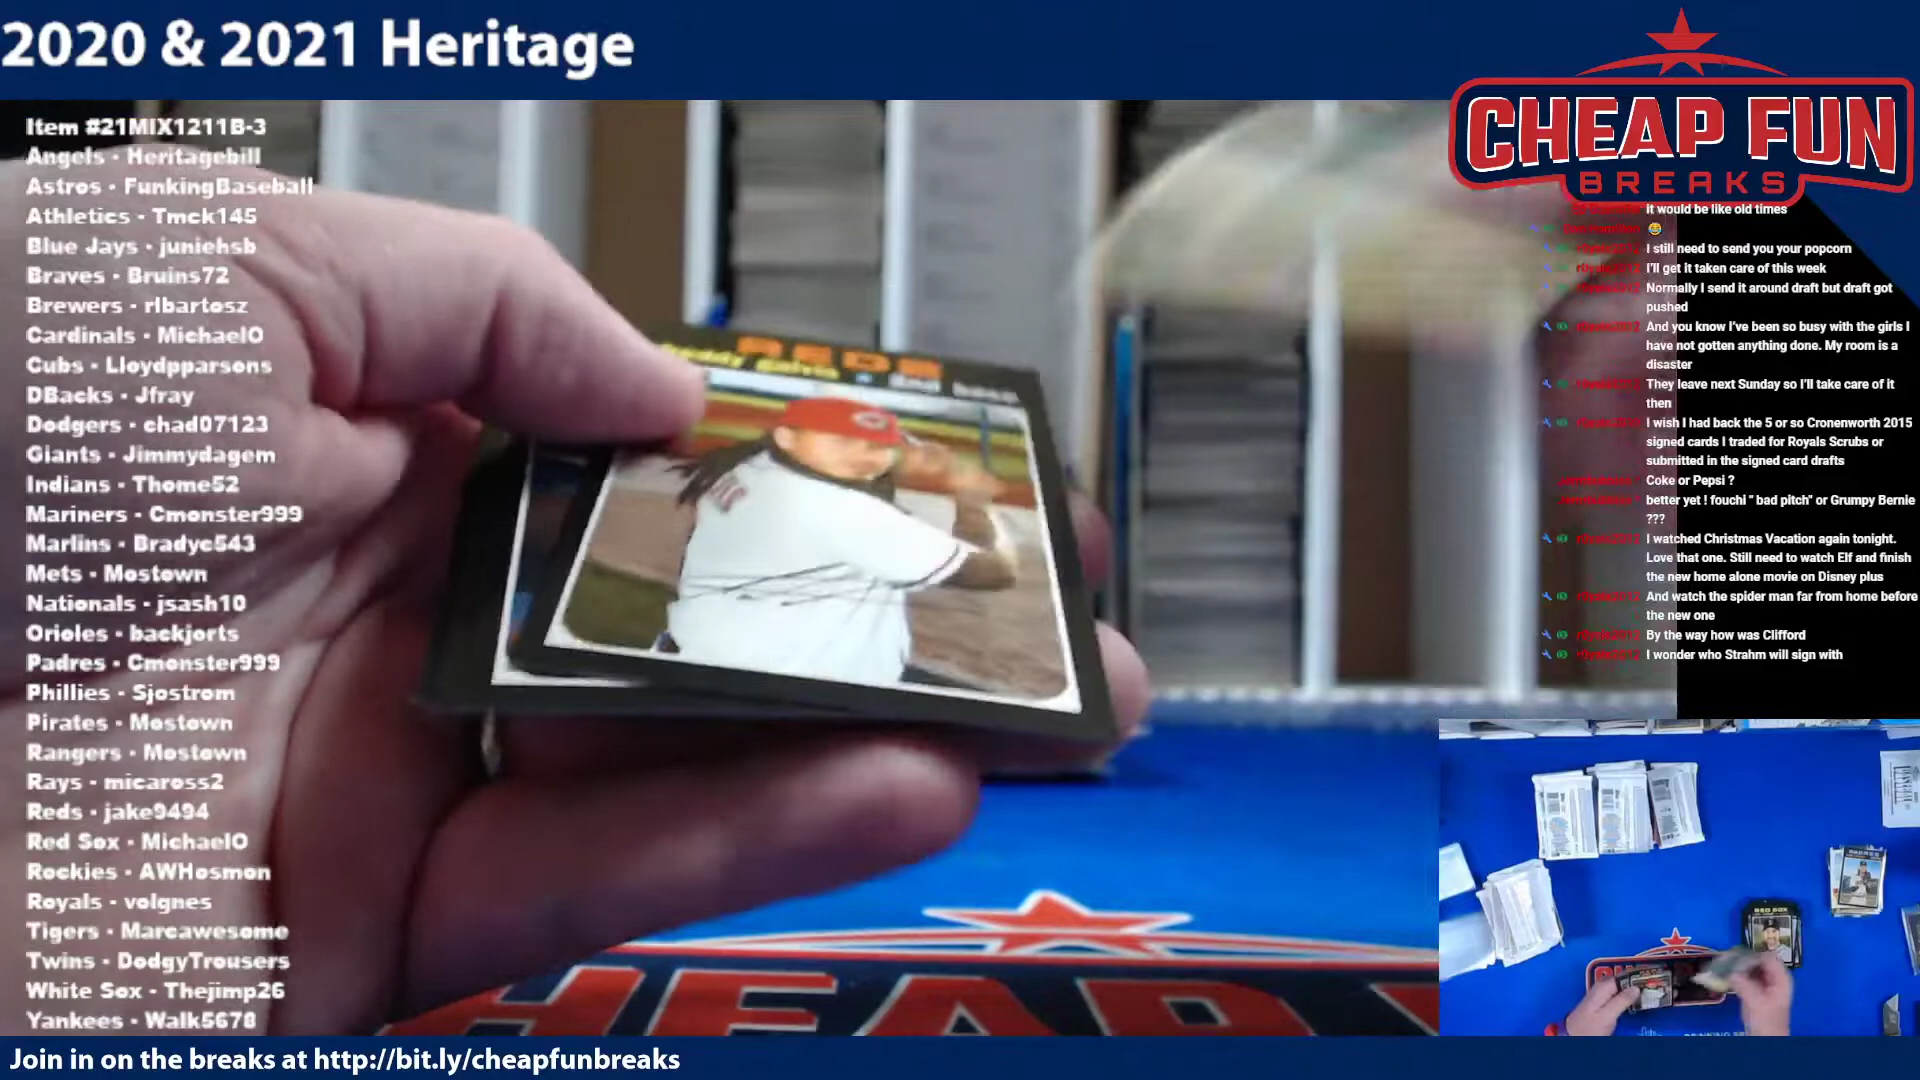 2020 & 2021 Heritage
CHEAP FUN
BREAKS
Item #21MIX1211B-3
Angels - Heritagebill
Astros - FunkingBaseball
Athletics - Tmck145
Blue Jays - juniehsb
Braves - Bruins72
Brewers - rlbartosz
Cardinals - MichaelO
Cubs - Lloydpparsons
DBacks - Jfray
Dodgers - chad07123
Giants - Jimmydagem
Indians - Thome52
Mariners - Cmonster999
Marlins - Bradyc543
Mets - Mostown
Nationals - jsash10
Orioles - backjorts
Padres - Cmonster999
Phillies - Sjostrom
Pirates - Mostown
Rangers - Mostown
Rays - micaross2
Reds - jake9494
Red Sox - MichaelO
Rockies - AWHosmon
Royals - volgnes
Tigers - Marcawesome
Twins - DodgyTrousers
White Sox - Thejimp26
Yankees - Walk5678
REDS
Freddy Galvis • 2nd base
It would be like old times
I still need to send you your popcorn
I'll get it taken care of this week
Normally I send it around draft but draft got
pushed
And you know I've been so busy with the girls I
have not gotten anything done. My room is a
disaster
They leave next Sunday so I'll take care of it
then
I wish I had back the 5 or so Cronenworth 2015
signed cards I traded for Royals Scrubs or
submitted in the signed card drafts
Coke or Pepsi ?
better yet ! fouchi " bad pitch" or Grumpy Bernie
???
I watched Christmas Vacation again tonight.
Love that one. Still need to watch Elf and finish
the new home alone movie on Disney plus
And watch the spider man far from home before
the new one
By the way how was Clifford
I wonder who Strahm will sign with
PADRES
RED SOX
CHEAP
Join in on the breaks at http://bit.ly/cheapfunbreaks